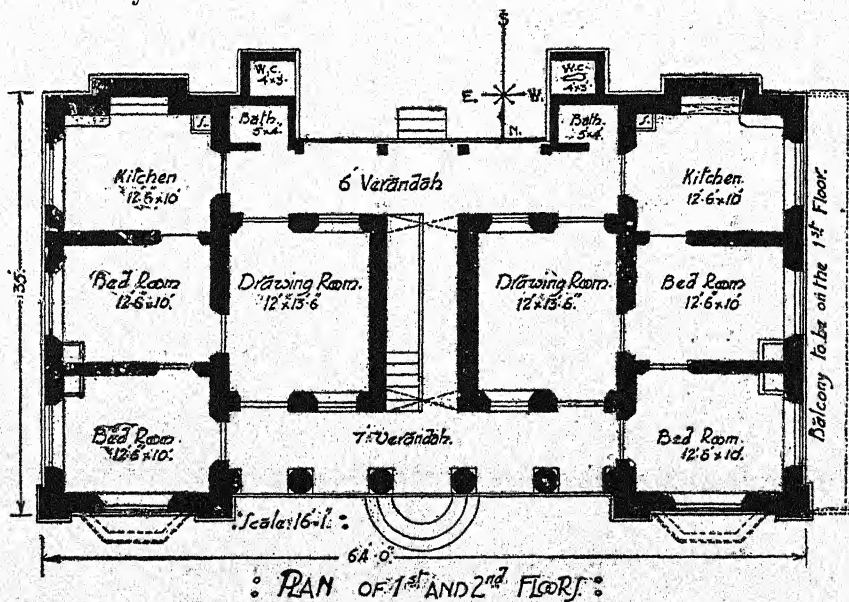 S
W.C.
4'×3'.
W.C.
4'×3'.
E. W.
N.
S.
Bath.
5'×4'.
Bath.
5'×4'.
S.
Kitchen
12'.6"×10'
6' Verandah
Kitchen.
12'.6"×10'
Bed Room.
12'.6"×10'.
Drawing Room.
12'×13'.6"
Drawing Room.
12'×13'.6"
Bed Room
12'.6"×10'
35'.
Balcony to be on the 1st Floor.
Bed Room.
12'.6"×10'.
7' Verandah.
Bed Room.
12'.6"×10'.
:Scale:16'=1":
64'.0"
: PLAN OF 1st AND 2nd FLOORS :